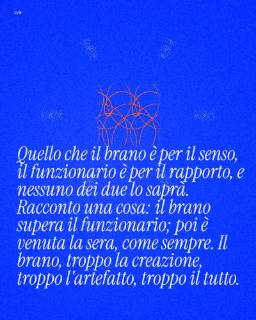 2/8
Quello che il brano è per il senso,
il funzionario è per il rapporto, e
nessuno dei due lo saprà.
Racconto una cosa: il brano
supera il funzionario; poi è
venuta la sera, come sempre. Il
brano, troppo la creazione,
troppo l'artefatto, troppo il tutto.